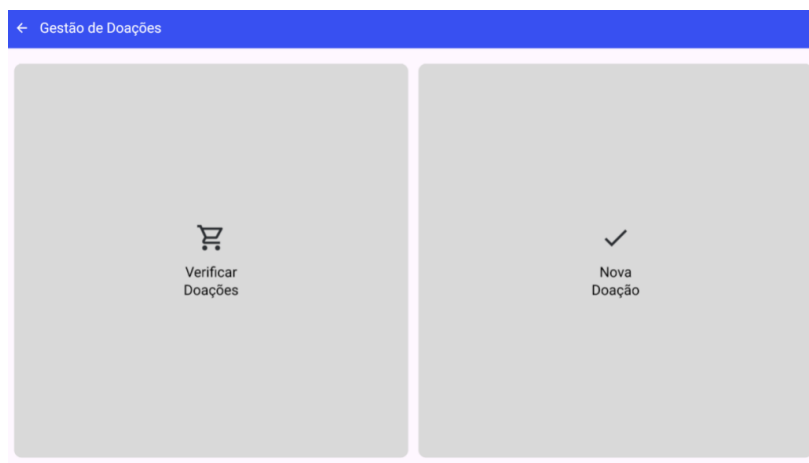 Gestão de Doações
Verificar
Doações
Nova
Doação